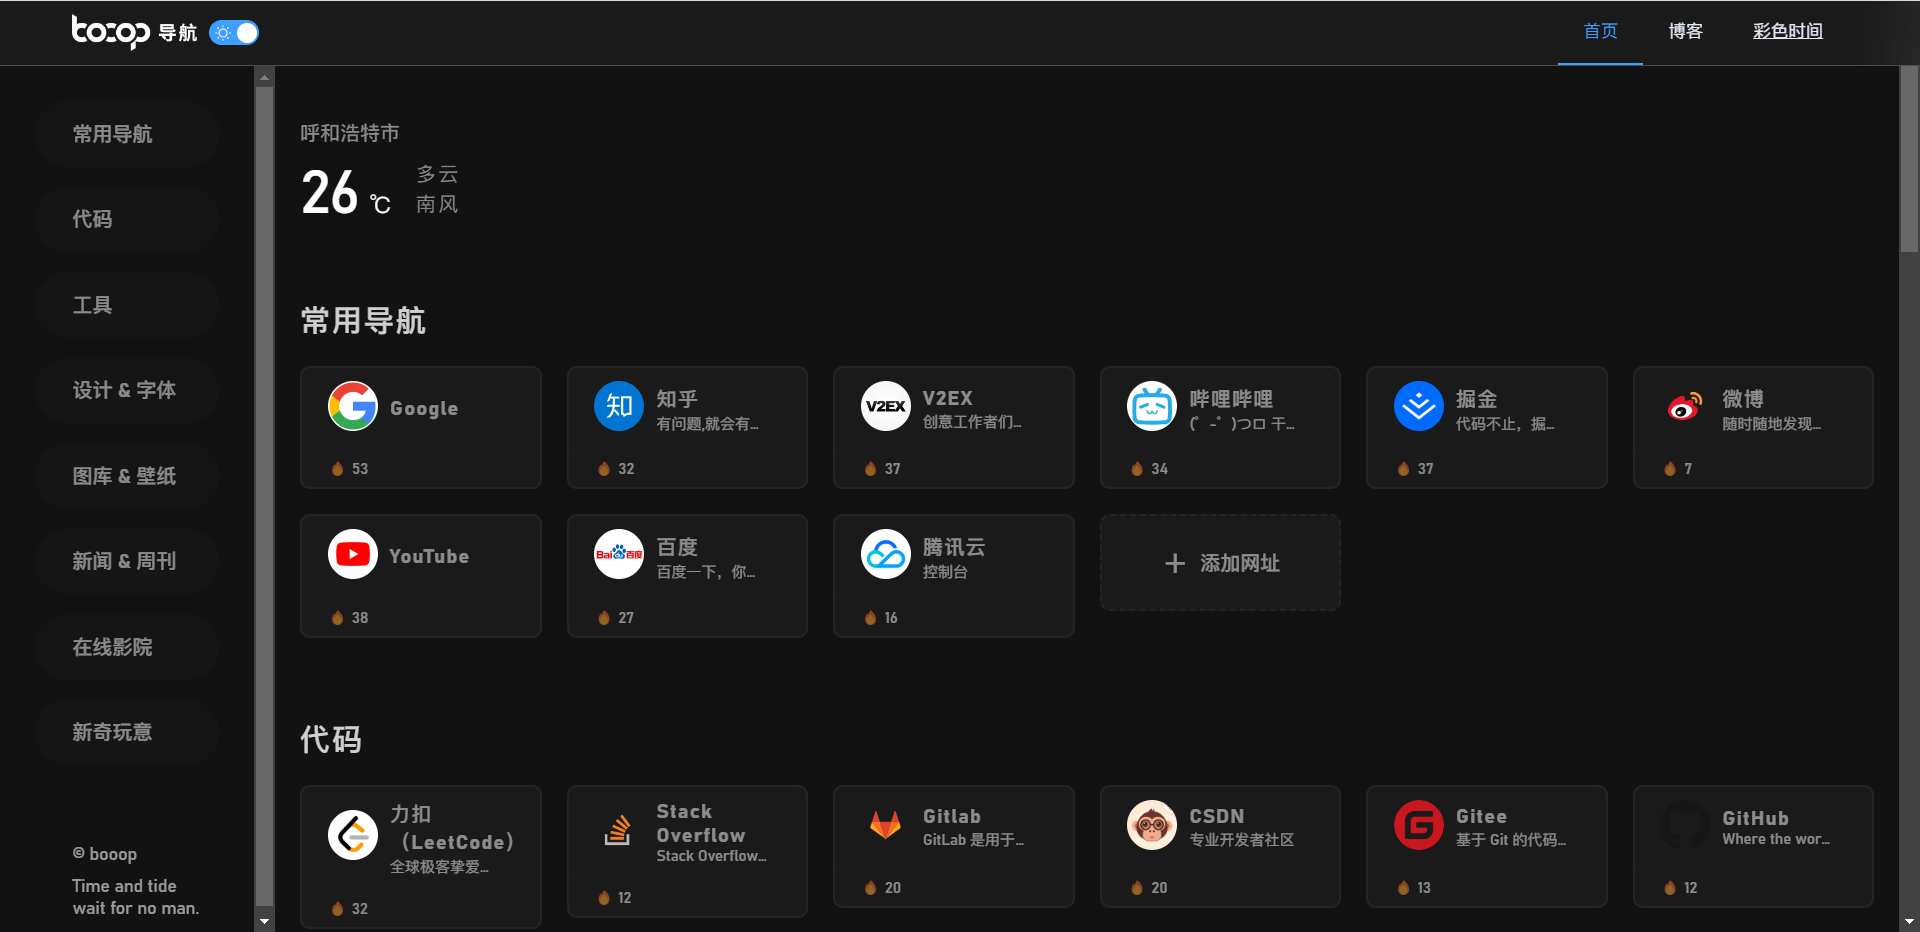 booop 导航
首页
博客
彩色时间
常用导航
代码
工具
设计 & 字体
图库 & 壁纸
新闻 & 周刊
在线影院
新奇玩意
© booop
Time and tide
wait for no man.
呼和浩特市
26 ℃
多云
南风
常用导航
Google
53
知
知乎
有问题,就会有...
32
V2EX
V2EX
创意工作者们...
37
哔哩哔哩
(゜-゜)つロ 干...
34
掘金
代码不止，掘...
37
微博
随时随地发现...
7
YouTube
38
Bai百度
百度
百度一下，你...
27
腾讯云
控制台
16
添加网址
代码
力扣
（LeetCode）
全球极客挚爱...
32
Stack
Overflow
Stack Overflow...
12
Gitlab
GitLab 是用于...
20
CSDN
专业开发者社区
20
Gitee
基于 Git 的代码...
13
GitHub
Where the wor...
12